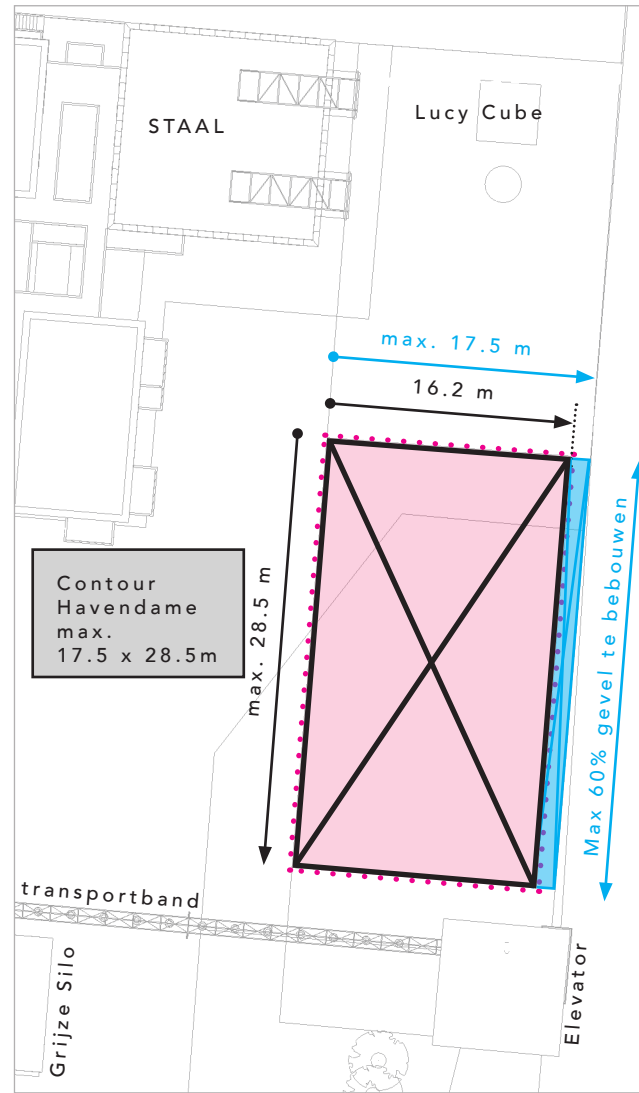 STAAL
Lucy Cube
max. 17.5 m
16.2 m
max. 28.5 m
Contour
Havendame
max.
17.5 x 28.5m
Max 60% gevel te bebouwen
transportband
Grijze Silo
Elevator